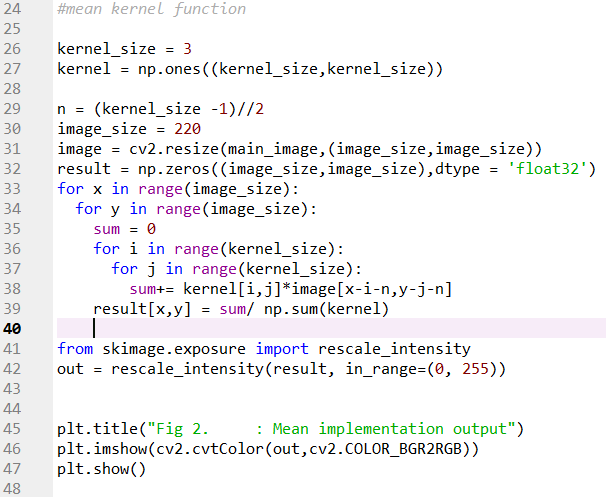 24 #mean kernel function
25
26 kernel_size = 3
27 kernel = np.ones((kernel_size,kernel_size))
28
29 n = (kernel_size -1)//2
30 image_size = 220
31 image = cv2.resize(main_image,(image_size,image_size))
32 result = np.zeros((image_size,image_size),dtype = 'float32')
33 for x in range(image_size):
34   for y in range(image_size):
35     sum = 0
36     for i in range(kernel_size):
37       for j in range(kernel_size):
38         sum+= kernel[i,j]*image[x-i-n,y-j-n]
39     result[x,y] = sum/ np.sum(kernel)
40
41 from skimage.exposure import rescale_intensity
42 out = rescale_intensity(result, in_range=(0, 255))
43
44
45 plt.title("Fig 2.     : Mean implementation output")
46 plt.imshow(cv2.cvtColor(out,cv2.COLOR_BGR2RGB))
47 plt.show()
48